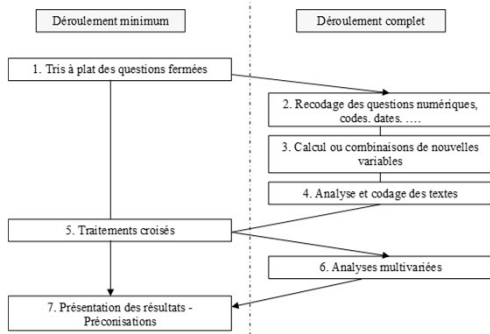 Déroulement minimum
Déroulement complet
1. Tris à plat des questions fermées
2. Recodage des questions numériques,
codes. dates. ….
3. Calcul ou combinaisons de nouvelles
variables
4. Analyse et codage des textes
5. Traitements croisés
6. Analyses multivariées
7. Présentation des résultats -
Préconisations